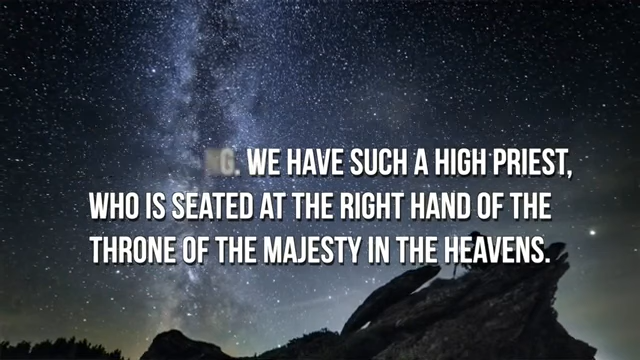 WE HAVE SUCH A HIGH PRIEST,
WHO IS SEATED AT THE RIGHT HAND OF THE
THRONE OF THE MAJESTY IN THE HEAVENS.